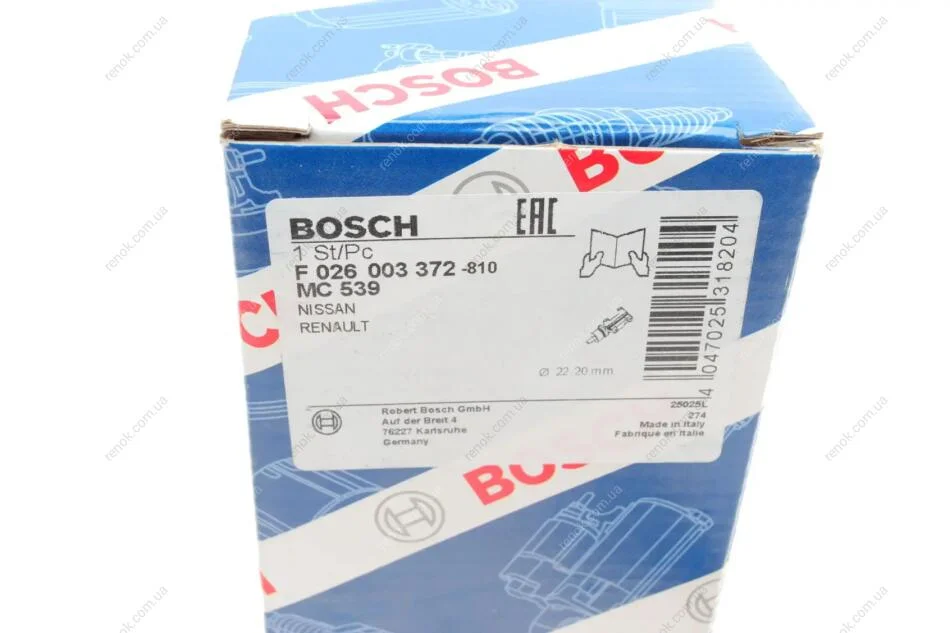 BOSCH
BOSCH
BOSCH EAC
1 St/Pc
F 026 003 372 -810
MC 539
NISSAN
RENAULT
Ø 22.20 mm
4 047025 318204
Robert Bosch GmbH
Auf der Breit 4
76227 Karlsruhe
Germany
25025L
274
Made in Italy
Fabriqué en Italie
BOSCH
renok.com.ua